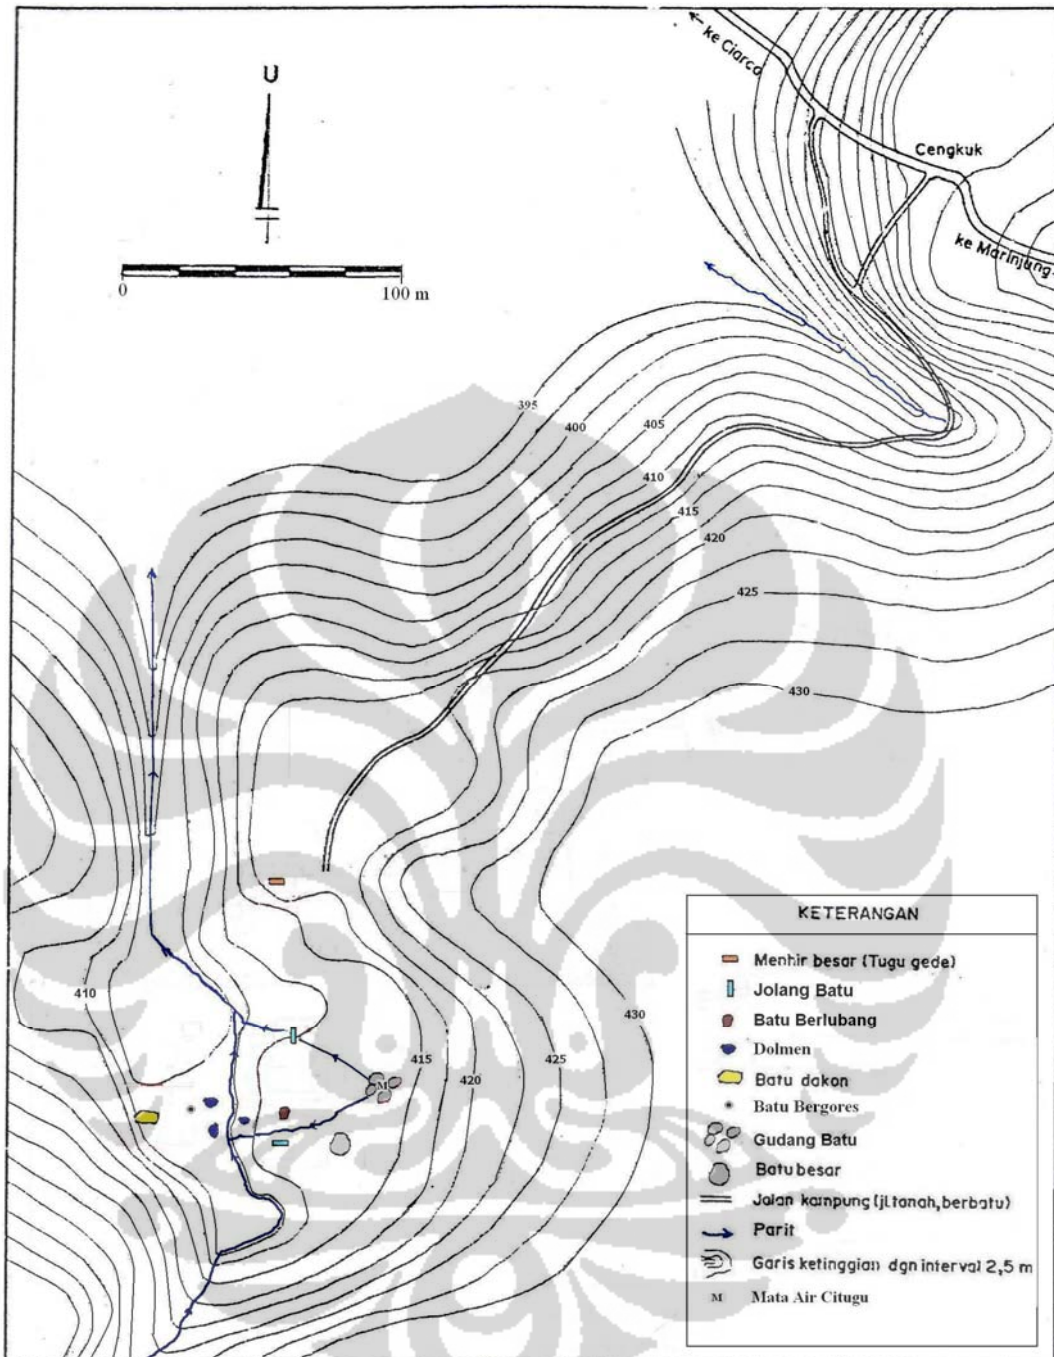 ke Ciarca
U
Cengkuk
ke Marinjung
0
100 m
395
400
405
410
415
420
425
430
410
415
420
425
430
M
KETERANGAN
Menhir besar (Tugu gede)
Jolang Batu
Batu Berlubang
Dolmen
Batu dakon
Batu Bergores
Gudang Batu
Batu besar
Jalan kampung (jl.tanah, berbatu)
Parit
Garis ketinggian dgn interval 2,5 m
M Mata Air Citugu